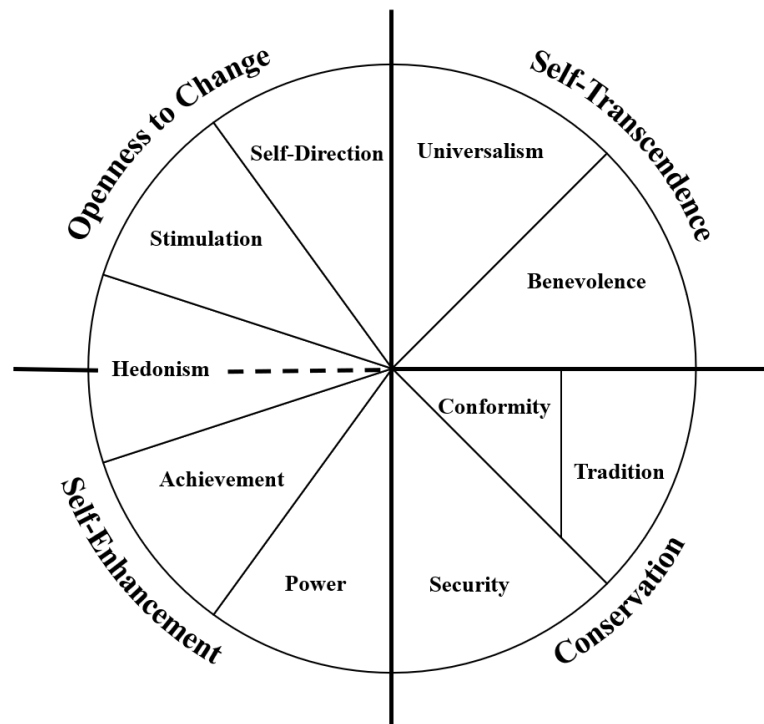 Openness to Change
Self-Transcendence
Self-Direction
Universalism
Stimulation
Benevolence
Hedonism
Conformity
Achievement
Tradition
Power
Security
Self-Enhancement
Conservation